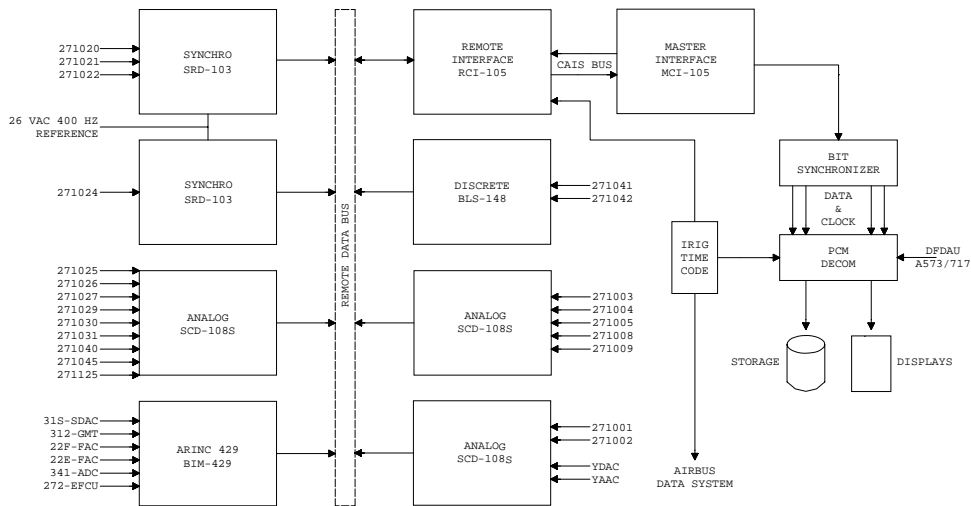 271020
271021
271022
SYNCHRO
SRD-103
26 VAC 400 HZ
REFERENCE
271024
SYNCHRO
SRD-103
271025
271026
271027
271029
271030
271031
271040
271045
271125
ANALOG
SCD-108S
31S-SDAC
312-GMT
22F-FAC
22E-FAC
341-ADC
272-EFCU
ARINC 429
BIM-429
REMOTE DATA BUS
REMOTE
INTERFACE
RCI-105
CAIS BUS
MASTER
INTERFACE
MCI-105
DISCRETE
BLS-148
271041
271042
ANALOG
SCD-108S
271003
271004
271005
271008
271009
ANALOG
SCD-108S
271001
271002
YDAC
YAAC
IRIG
TIME
CODE
AIRBUS
DATA SYSTEM
BIT
SYNCHRONIZER
DATA
&
CLOCK
PCM
DECOM
DFDAU
A573/717
STORAGE
DISPLAYS